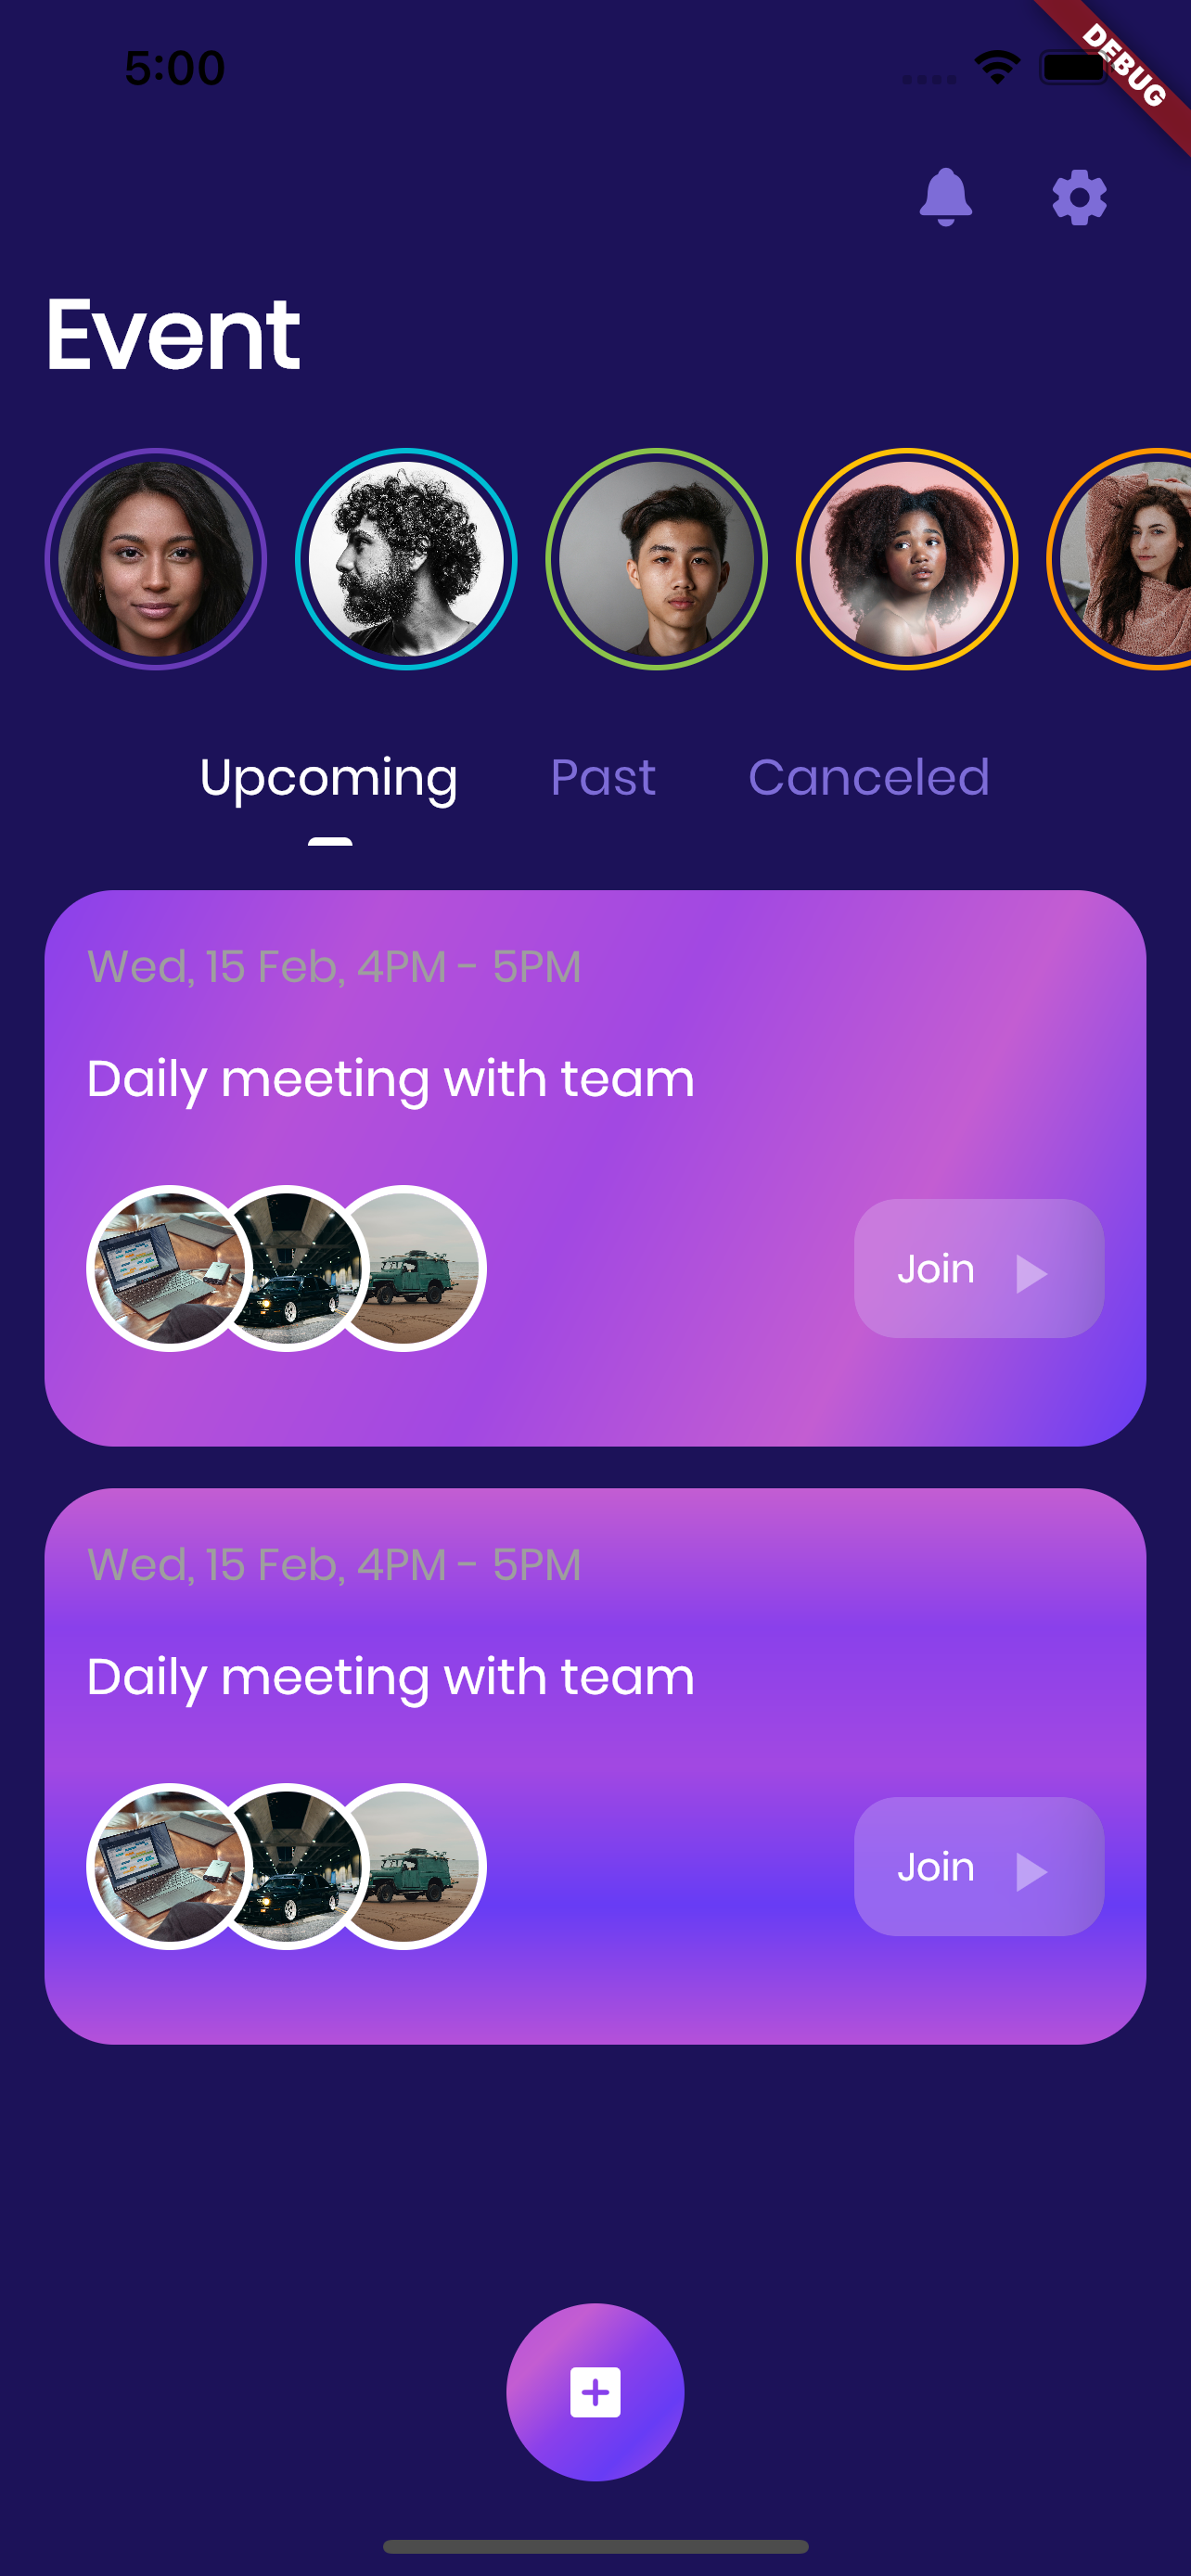 5:00
DEBUG
Event
Upcoming Past Canceled
Wed, 15 Feb, 4PM - 5PM
Daily meeting with team
Join
Wed, 15 Feb, 4PM - 5PM
Daily meeting with team
Join